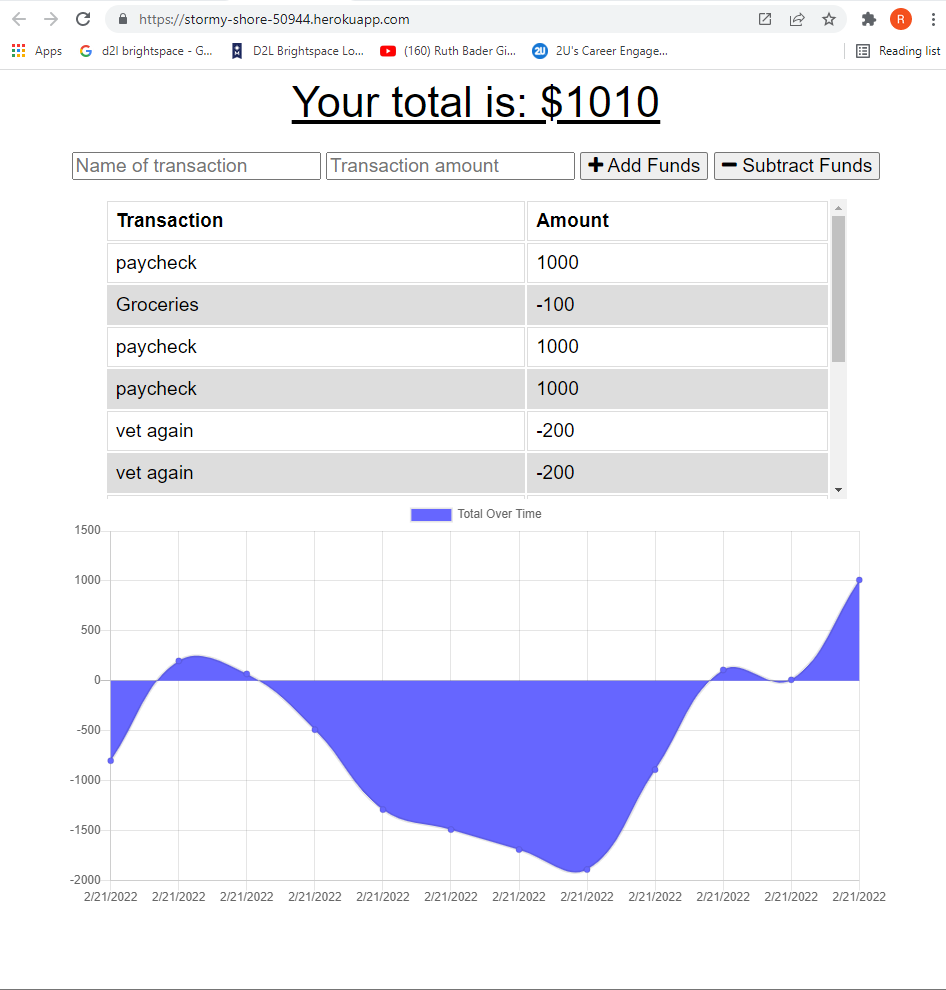 https://stormy-shore-50944.herokuapp.com R
Apps d2l brightspace - G... D2L Brightspace Lo... (160) Ruth Bader Gi... 2U 2U's Career Engage... Reading list
Your total is: $1010
Name of transaction Transaction amount + Add Funds − Subtract Funds
Transaction Amount
paycheck 1000
Groceries -100
paycheck 1000
paycheck 1000
vet again -200
vet again -200
Total Over Time
1500
1000
500
0
-500
-1000
-1500
-2000
2/21/2022 2/21/2022 2/21/2022 2/21/2022 2/21/2022 2/21/2022 2/21/2022 2/21/2022 2/21/2022 2/21/2022 2/21/2022 2/21/2022